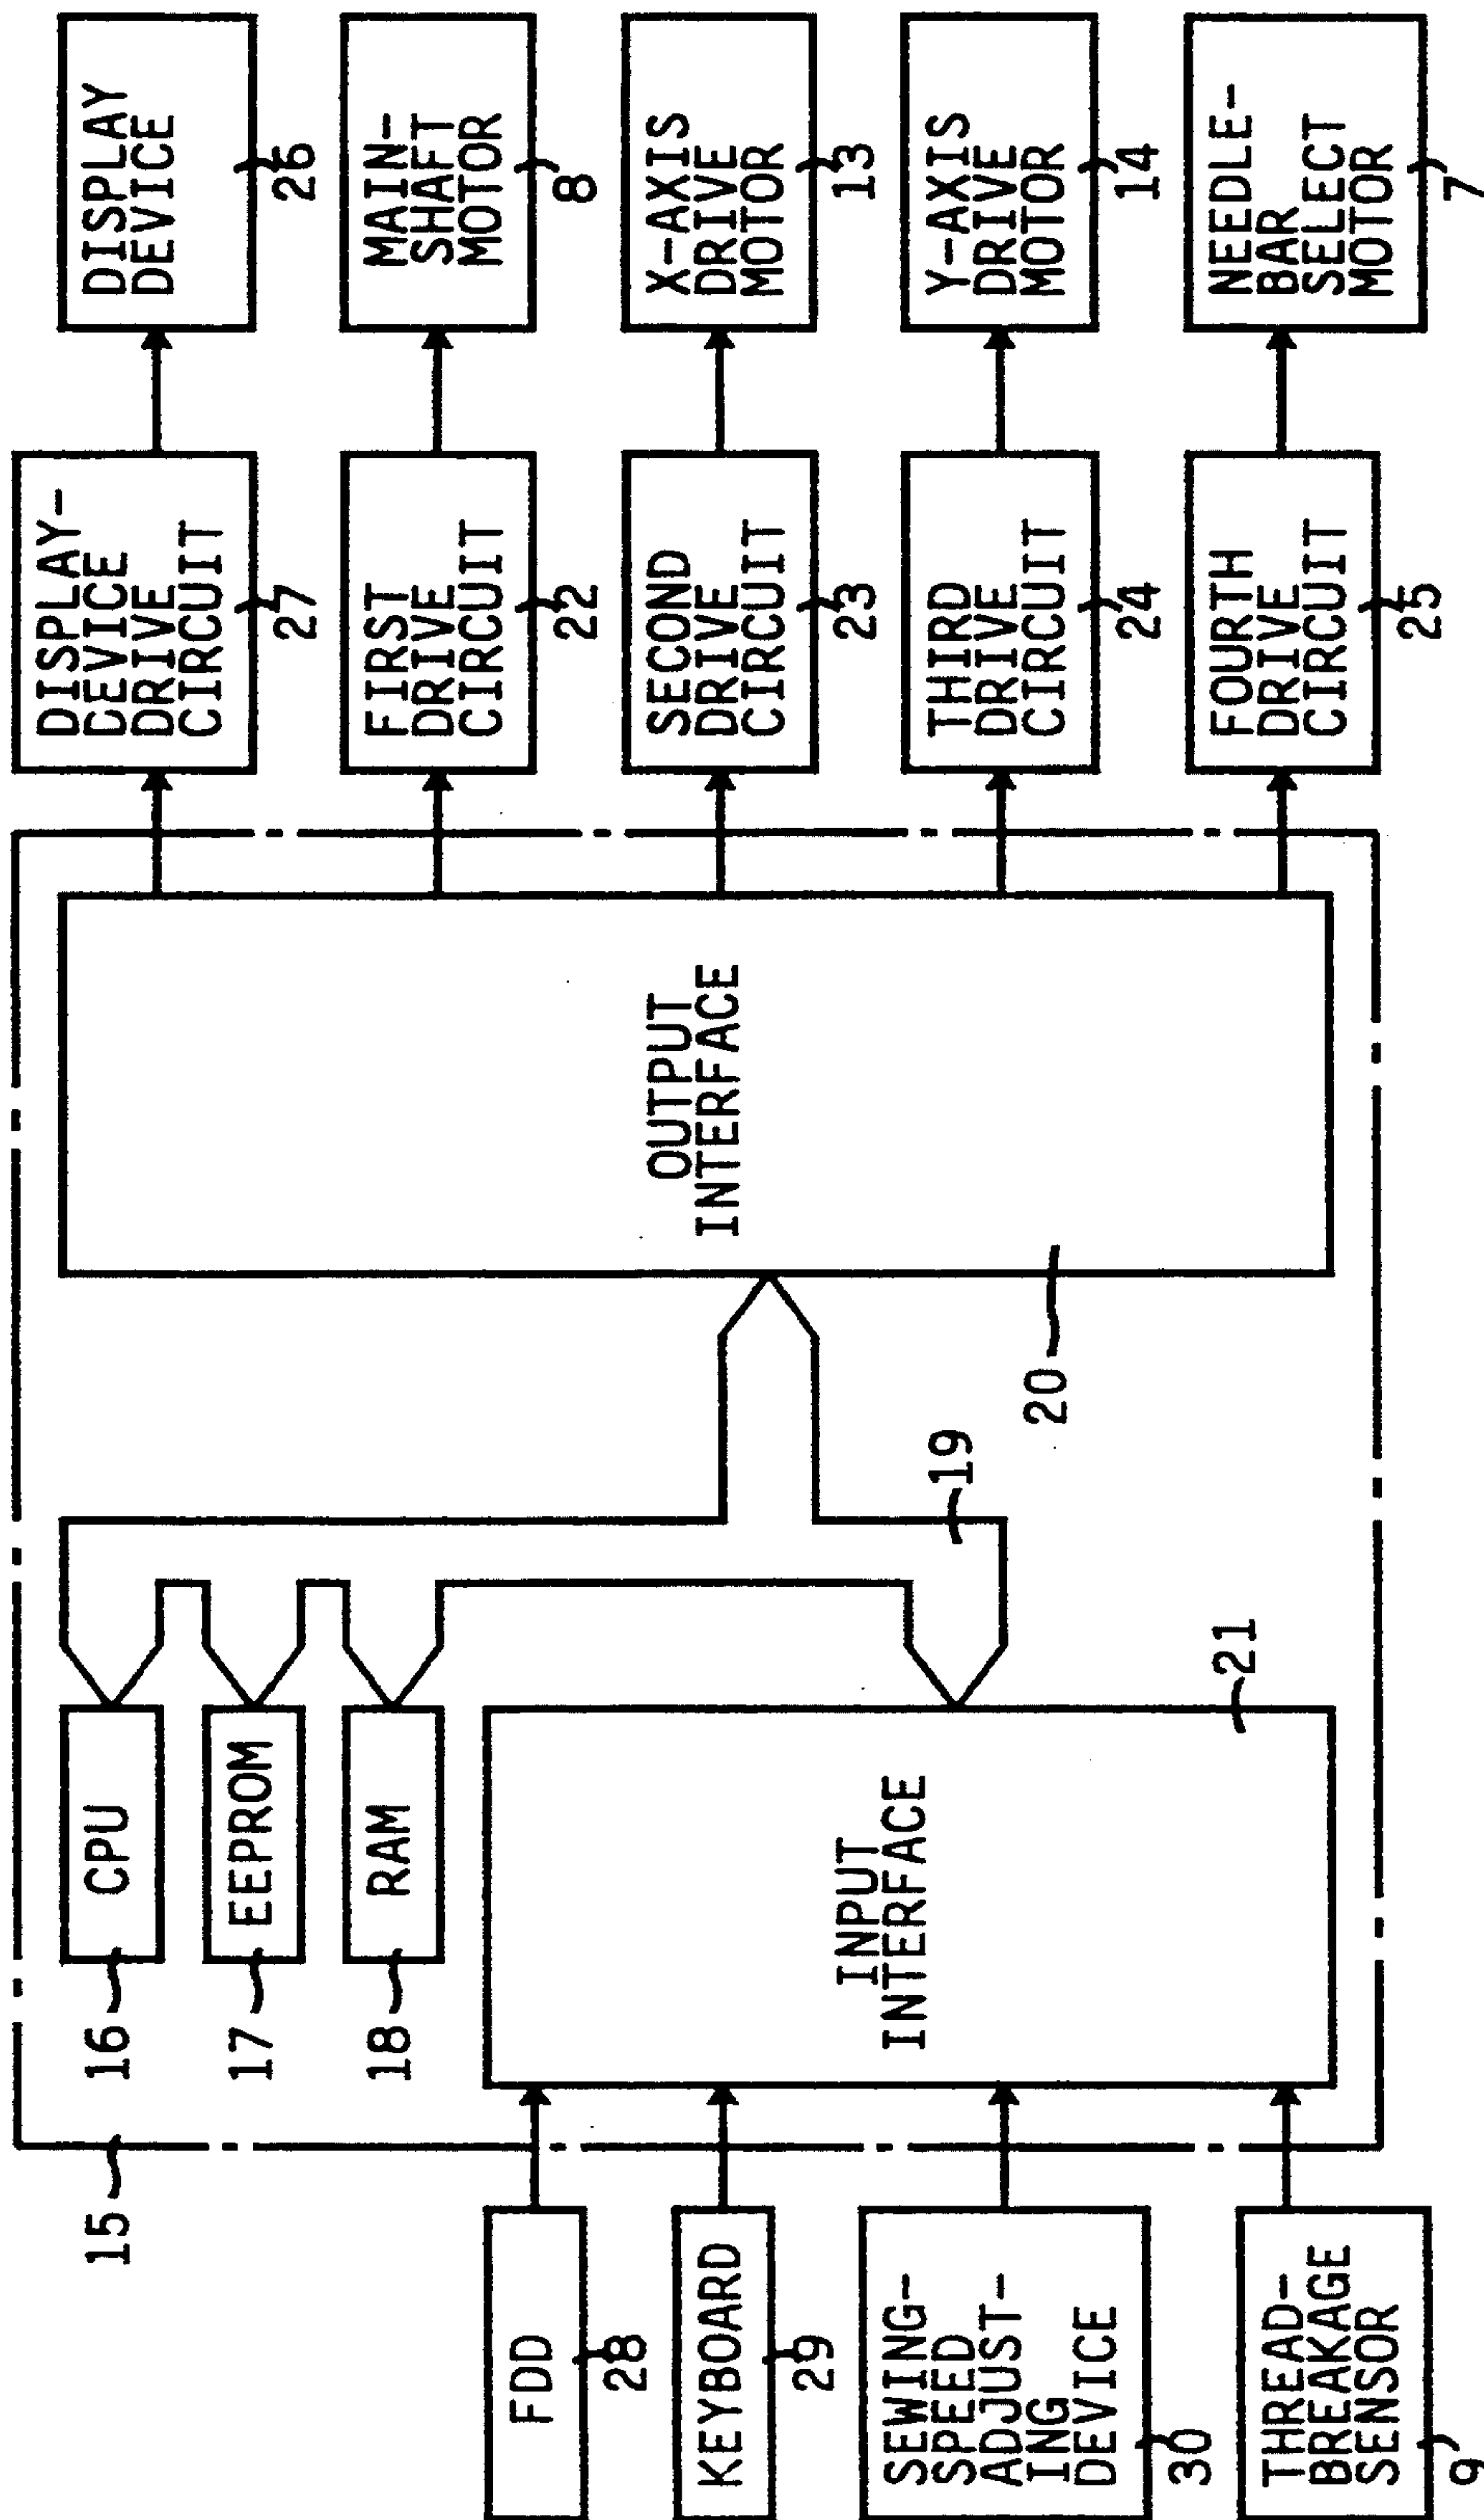 FDD
28
KEYBOARD
29
SEWING-
SPEED
ADJUST-
ING
DEVICE
30
THREAD-
BREAKAGE
SENSOR
9
15
16
CPU
17
EEPROM
18
RAM
INPUT
INTERFACE
21
19
20
OUTPUT
INTERFACE
DISPLAY-
DEVICE
DRIVE
CIRCUIT
27
FIRST
DRIVE
CIRCUIT
22
SECOND
DRIVE
CIRCUIT
23
THIRD
DRIVE
CIRCUIT
24
FOURTH
DRIVE
CIRCUIT
25
DISPLAY
DEVICE
26
MAIN-
SHAFT
MOTOR
8
X-AXIS
DRIVE
MOTOR
13
Y-AXIS
DRIVE
MOTOR
14
NEEDLE-
BAR
SELECT
MOTOR
7